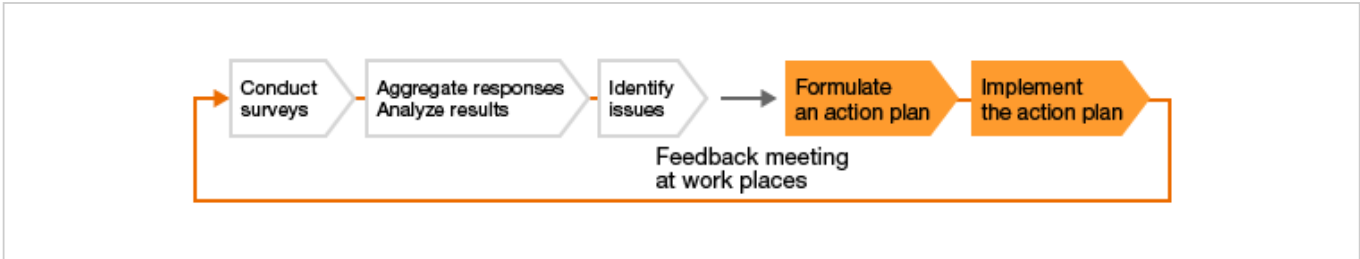 Conduct
surveys
Aggregate responses
Analyze results
Identify
issues
Feedback meeting
at work places
Formulate
an action plan
Implement
the action plan